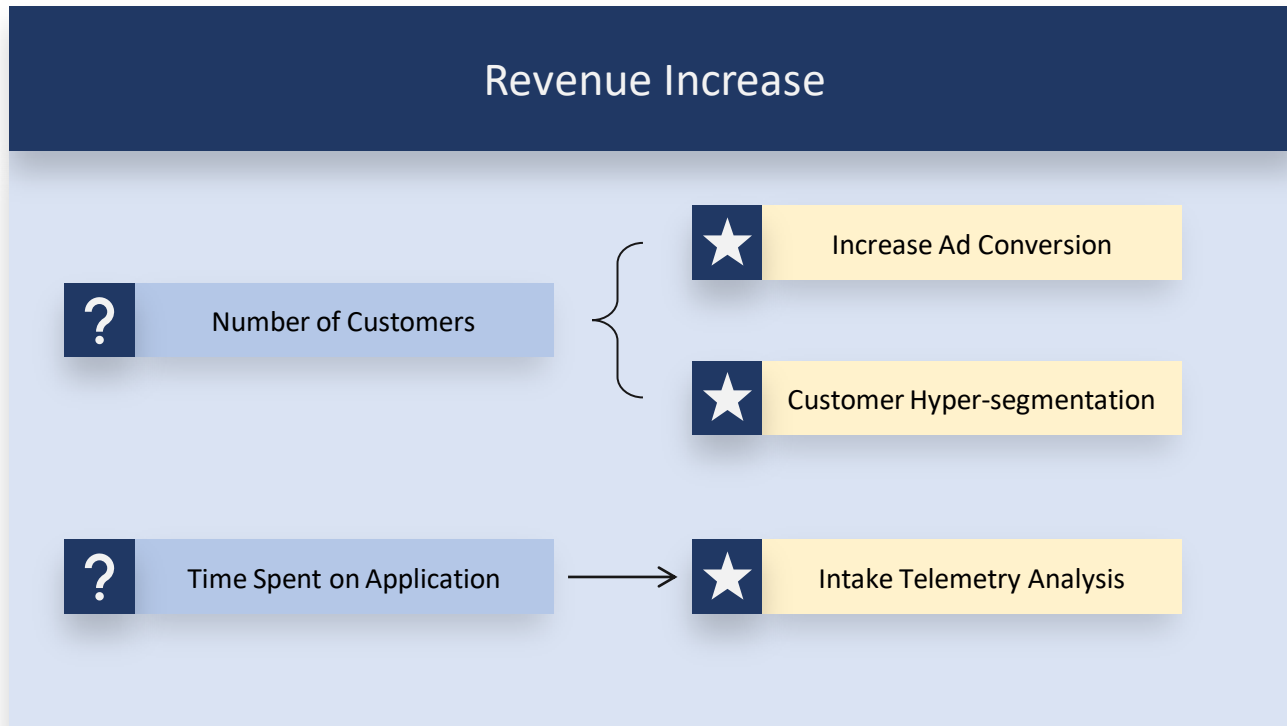 Revenue Increase
Increase Ad Conversion
?
Number of Customers
Customer Hyper-segmentation
?
Time Spent on Application
Intake Telemetry Analysis